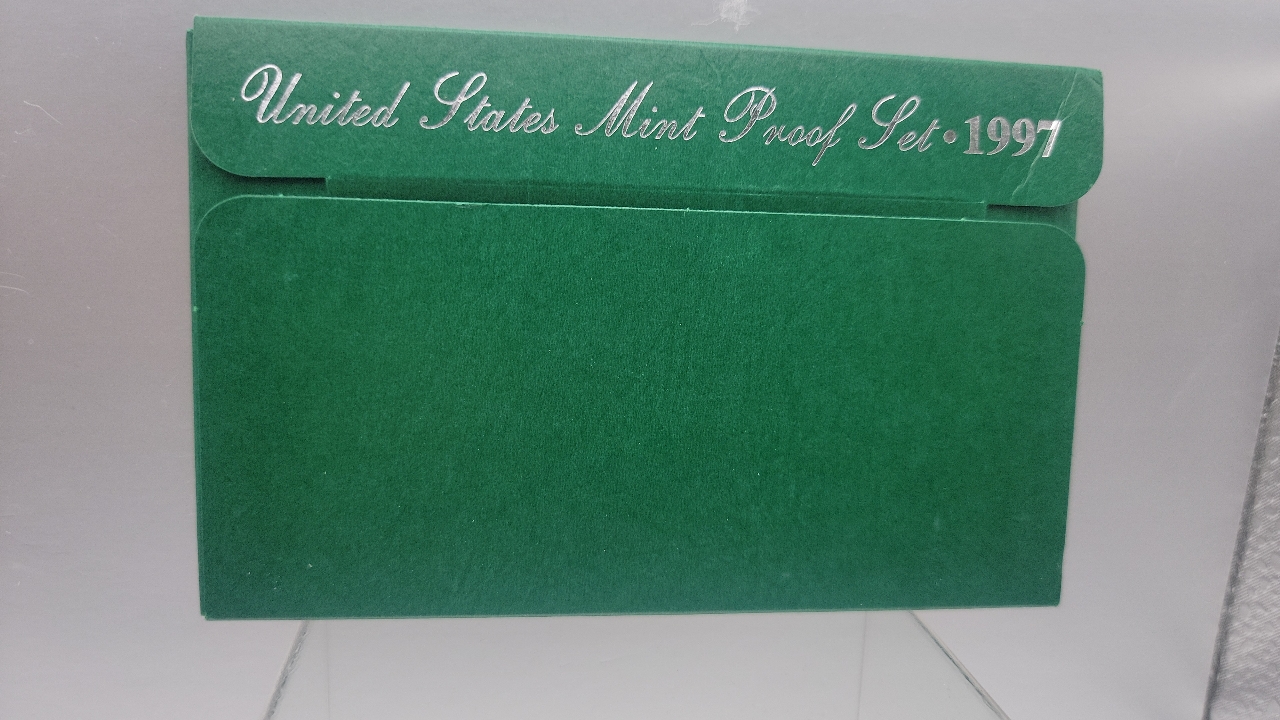 United States Mint Proof Set • 1997